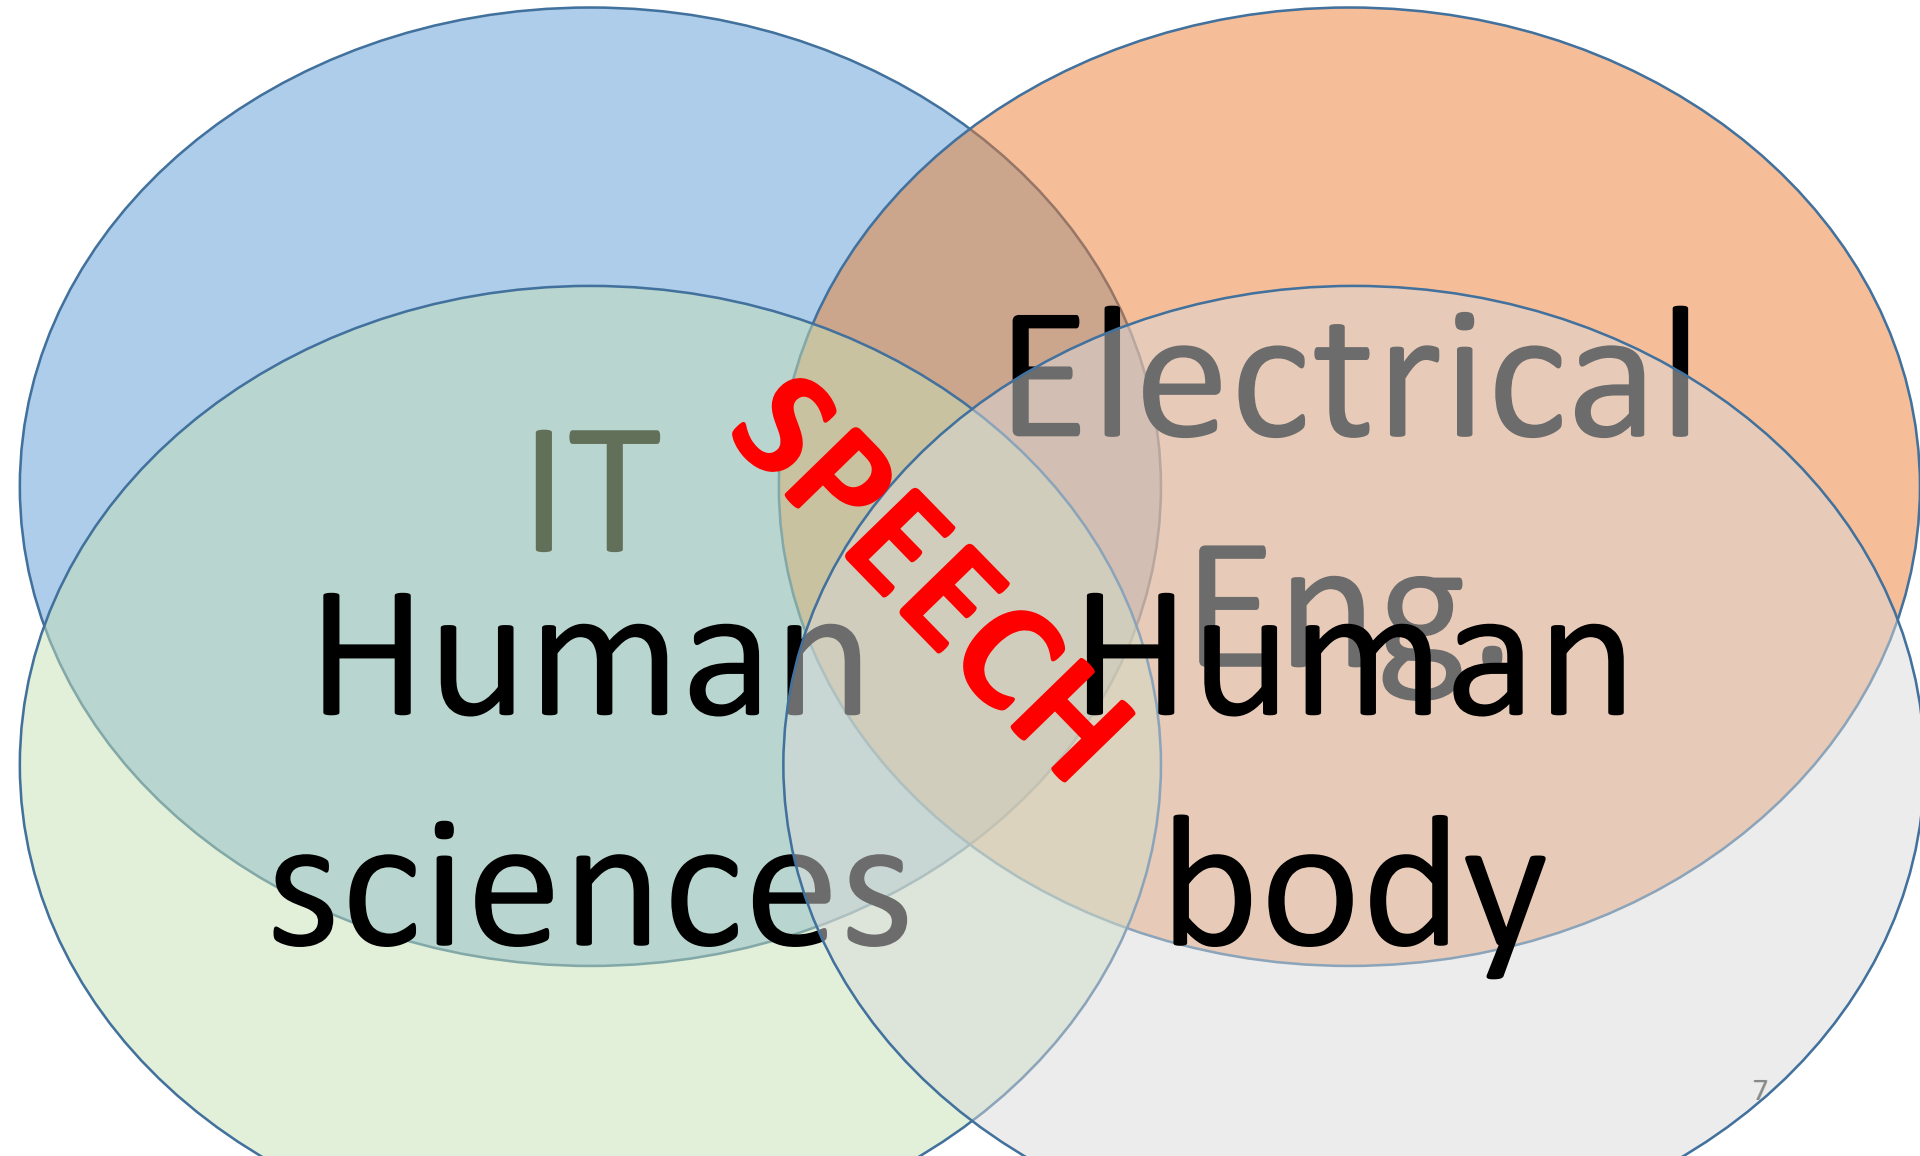 IT
Electrical
Eng.
SPEECH
Human
sciences
Human
body
7